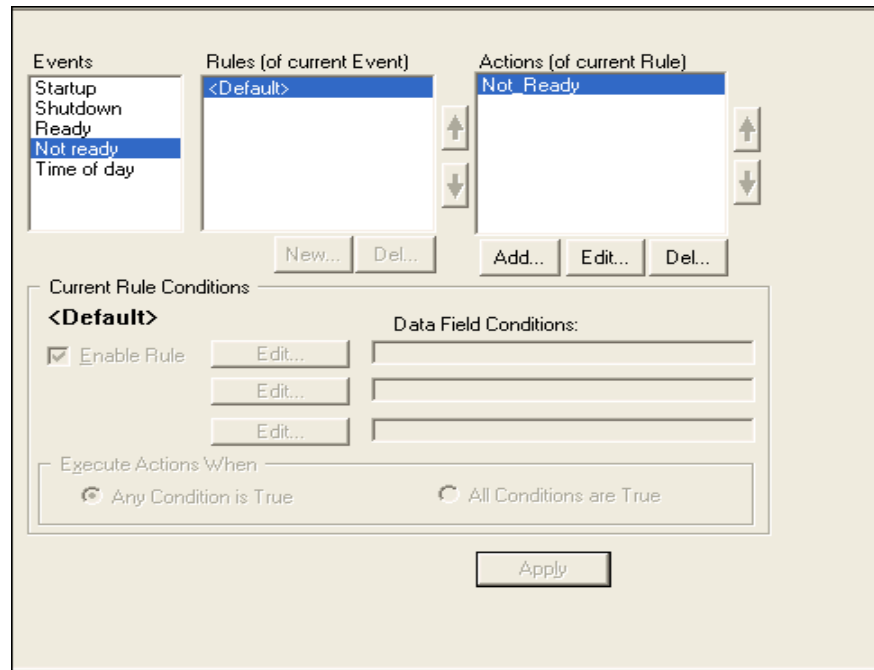 Events
Rules (of current Event)
Actions (of current Rule)
Startup
Shutdown
Ready
Not ready
Time of day
<Default>
Not_Ready
New...
Del...
Add...
Edit...
Del...
Current Rule Conditions
<Default>
Data Field Conditions:
Enable Rule
Edit...
Edit...
Edit...
Execute Actions When
Any Condition is True
All Conditions are True
Apply